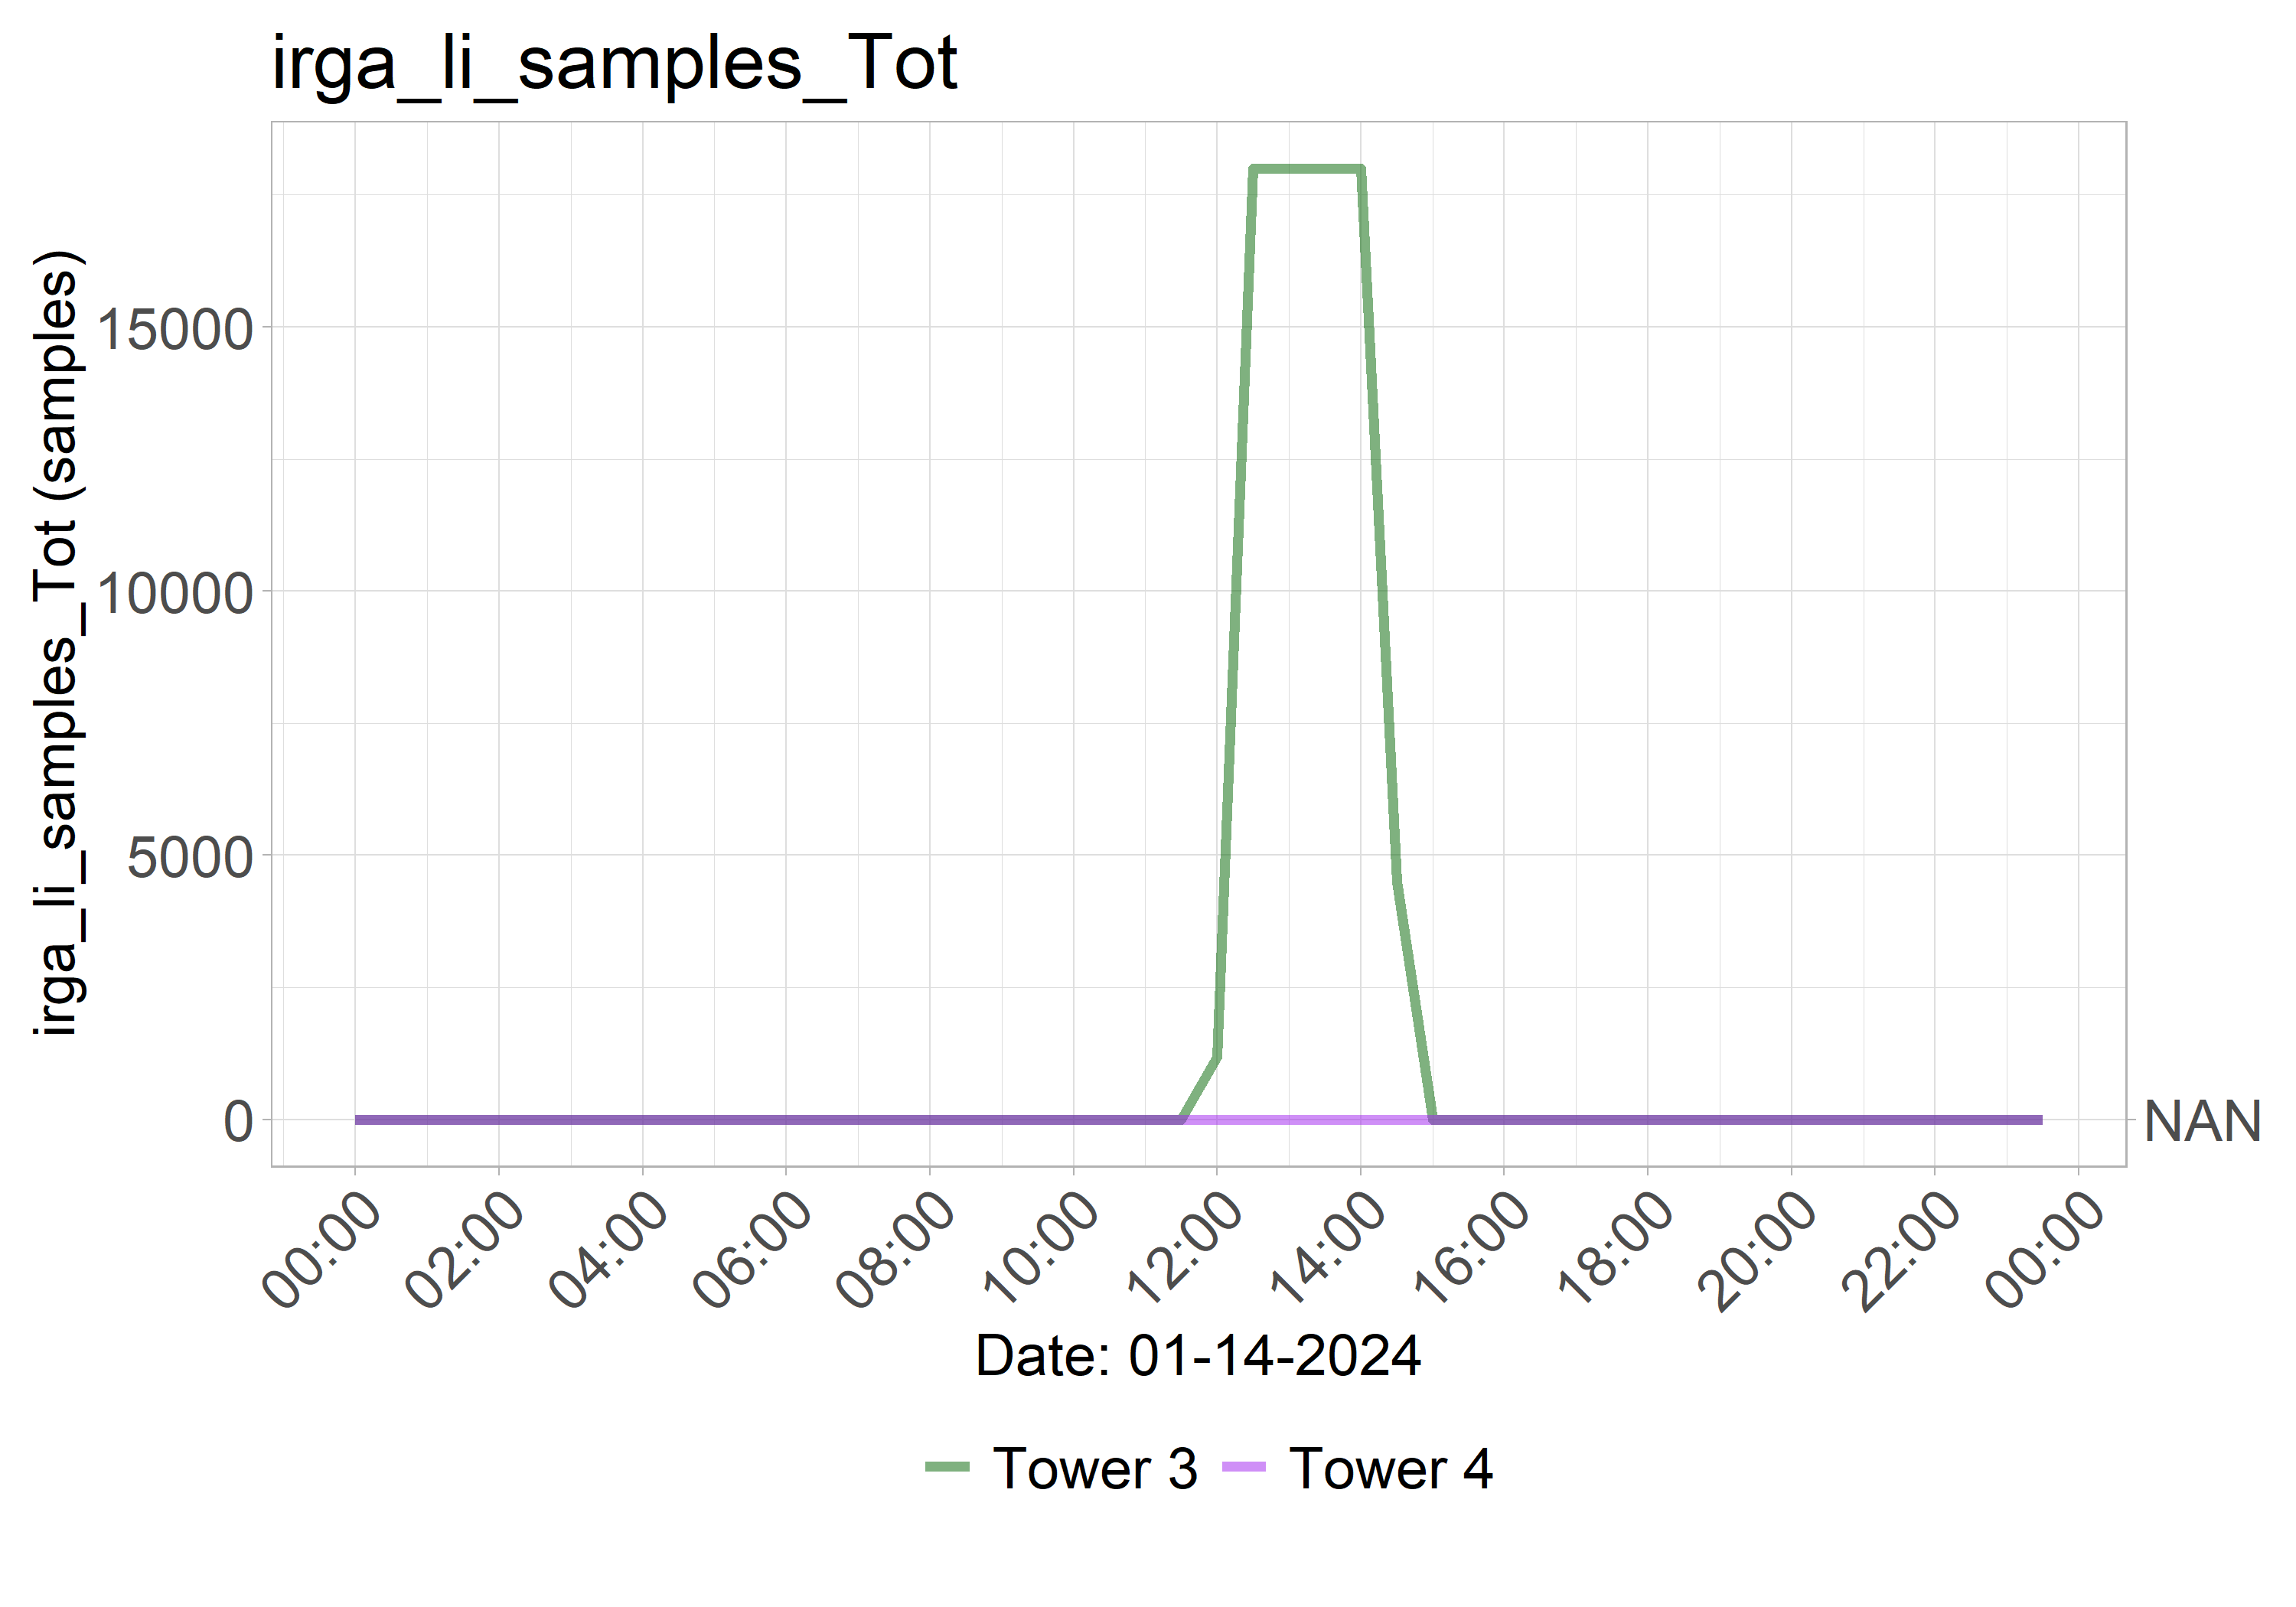 irga_li_samples_Tot
irga_li_samples_Tot (samples)
15000
10000
5000
0
NAN
00:00
02:00
04:00
06:00
08:00
10:00
12:00
14:00
16:00
18:00
20:00
22:00
00:00
Date: 01-14-2024
Tower 3
Tower 4